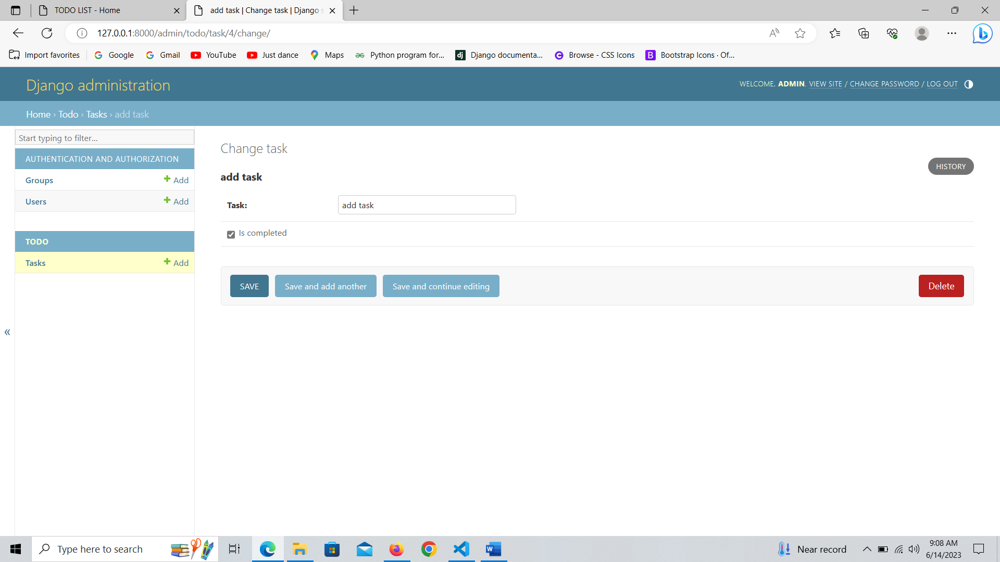 TODO LIST - Home
add task | Change task | Django s
127.0.0.1:8000/admin/todo/task/4/change/
Import favorites
Google
Gmail
YouTube
Just dance
Maps
Python program for...
Django documenta...
Browse - CSS Icons
Bootstrap Icons · Of...
Django administration
WELCOME, ADMIN. VIEW SITE / CHANGE PASSWORD / LOG OUT
Home › Todo › Tasks › add task
Start typing to filter...
AUTHENTICATION AND AUTHORIZATION
Groups
Add
Users
Add
TODO
Tasks
Add
Change task
HISTORY
add task
Task:
add task
Is completed
SAVE
Save and add another
Save and continue editing
Delete
Type here to search
Near record
9:08 AM
6/14/2023